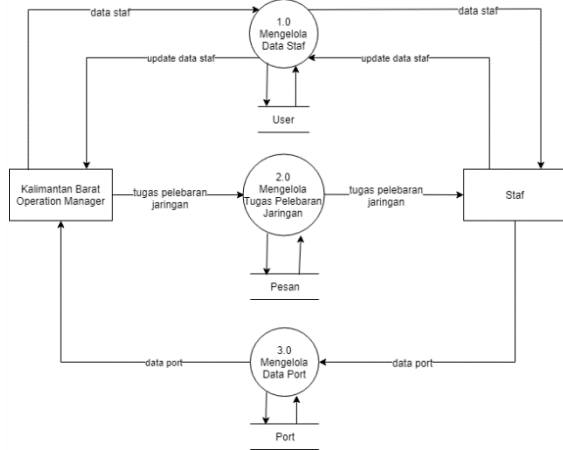 data staf
data staf
1.0
Mengelola
Data Staf
update data staf
update data staf
User
Kalimantan Barat
Operation Manager
tugas pelebaran
jaringan
2.0
Mengelola
Tugas Pelebaran
Jaringan
tugas pelebaran
jaringan
Staf
Pesan
data port
3.0
Mengelola
Data Port
data port
Port